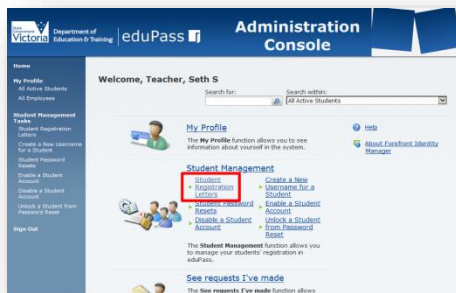 Victoria
Department of
Education & Training
eduPass
Administration
Console
Home
My Profile
All Active Students
All Employees
Student Management
Tasks
Student Registration
Letters
Create a New Username
for a Student
Student Password
Resets
Enable a Student
Account
Disable a Student
Account
Unlock a Student from
Password Reset
Sign Out
Welcome, Teacher, Seth S
Search for:
Search within:
All Active Students
My Profile
The My Profile function allows you to see
information about yourself in the system.
Help
About Forefront Identity
Manager
Student Management
Student
Registration
Letters
Create a New
Username for a
Student
Student Password
Resets
Enable a Student
Account
Disable a Student
Account
Unlock a Student
from Password
Reset
The Student Management function allows you
to manage your students' registration in
eduPass.
See requests I've made
The See requests I've made function allows